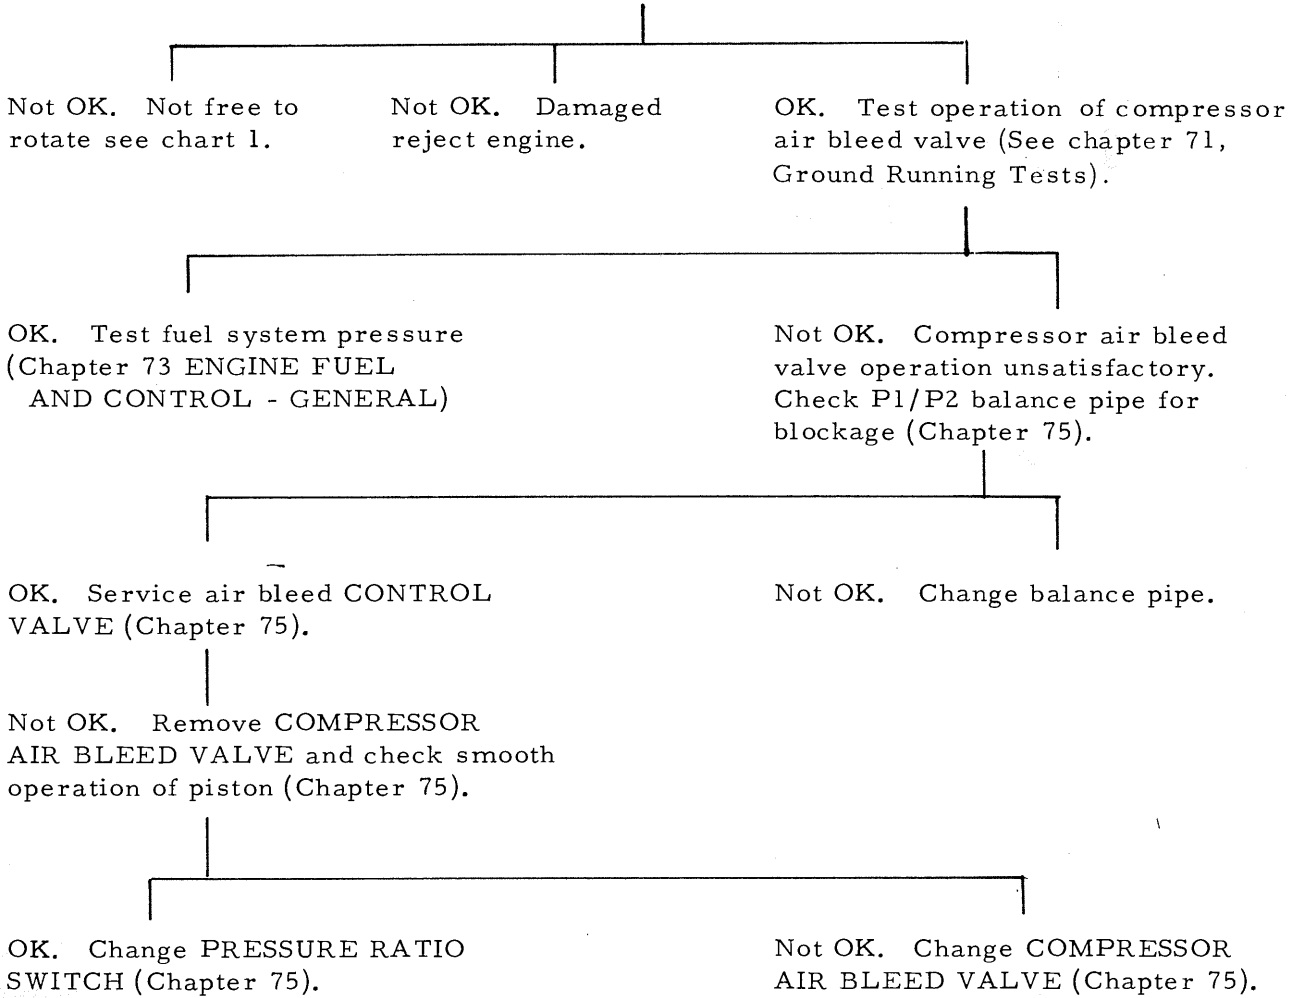 Not OK. Not free to
rotate see chart 1.
Not OK. Damaged
reject engine.
OK. Test operation of compressor
air bleed valve (See chapter 71,
Ground Running Tests).
OK. Test fuel system pressure
(Chapter 73 ENGINE FUEL
AND CONTROL - GENERAL)
Not OK. Compressor air bleed
valve operation unsatisfactory.
Check P1/P2 balance pipe for
blockage (Chapter 75).
OK. Service air bleed CONTROL
VALVE (Chapter 75).
Not OK. Change balance pipe.
Not OK. Remove COMPRESSOR
AIR BLEED VALVE and check smooth
operation of piston (Chapter 75).
OK. Change PRESSURE RATIO
SWITCH (Chapter 75).
Not OK. Change COMPRESSOR
AIR BLEED VALVE (Chapter 75).